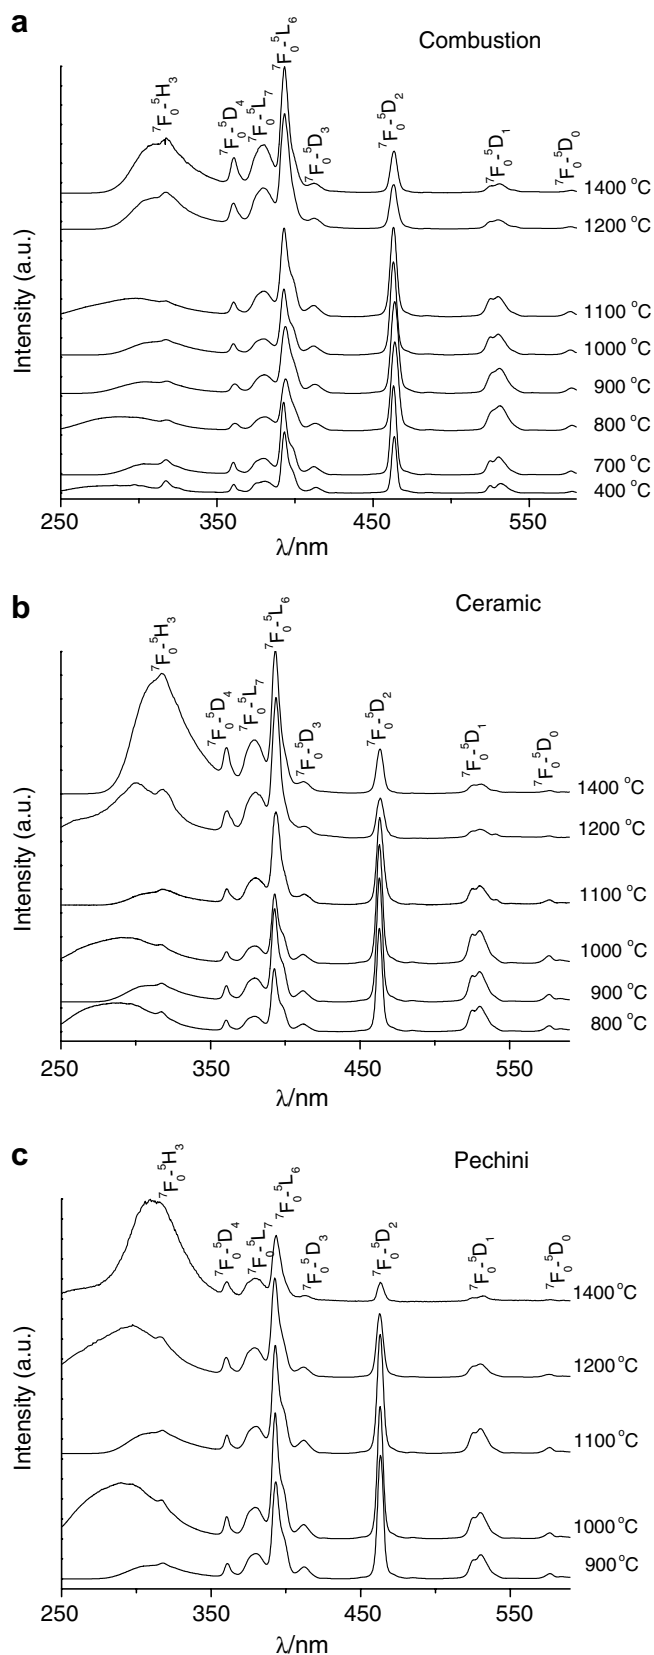 a
Combustion
⁷F₀-⁵H₃
⁷F₀-⁵D₄
⁷F₀-⁵L₇
⁷F₀-⁵L₆
⁷F₀-⁵D₃
⁷F₀-⁵D₂
⁷F₀-⁵D₁
⁷F₀-⁵D₀
1400 °C
1200 °C
1100 °C
1000 °C
900 °C
800 °C
700 °C
400 °C
Intensity (a.u.)
250 350 450 550
λ/nm
b
Ceramic
⁷F₀-⁵H₃
⁷F₀-⁵D₄
⁷F₀-⁵L₇
⁷F₀-⁵L₆
⁷F₀-⁵D₃
⁷F₀-⁵D₂
⁷F₀-⁵D₁
⁷F₀-⁵D₀
1400 °C
1200 °C
1100 °C
1000 °C
900 °C
800 °C
Intensity (a.u.)
250 350 450 550
λ/nm
c
Pechini
⁷F₀-⁵H₃
⁷F₀-⁵D₄
⁷F₀-⁵L₇
⁷F₀-⁵L₆
⁷F₀-⁵D₃
⁷F₀-⁵D₂
⁷F₀-⁵D₁
⁷F₀-⁵D₀
1400 °C
1200 °C
1100 °C
1000 °C
900 °C
Intensity (a.u.)
250 350 450 550
λ/nm